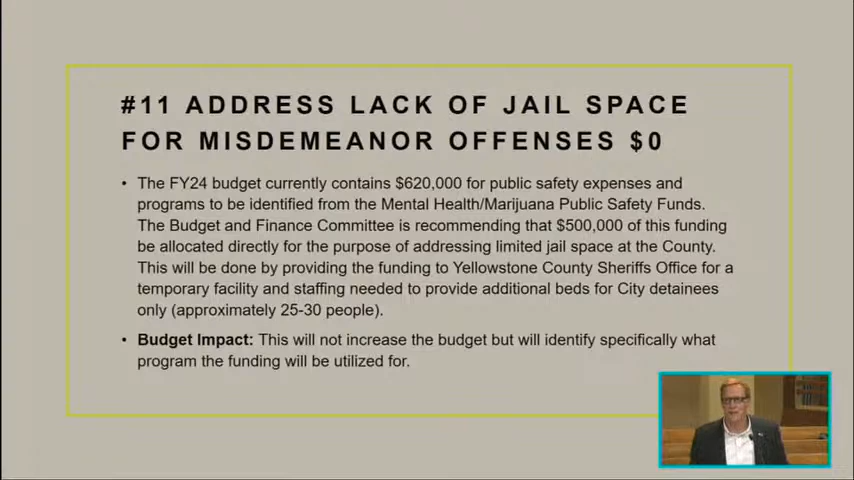 #11 ADDRESS LACK OF JAIL SPACE
FOR MISDEMEANOR OFFENSES $0
• The FY24 budget currently contains $620,000 for public safety expenses and
programs to be identified from the Mental Health/Marijuana Public Safety Funds.
The Budget and Finance Committee is recommending that $500,000 of this funding
be allocated directly for the purpose of addressing limited jail space at the County.
This will be done by providing the funding to Yellowstone County Sheriffs Office for a
temporary facility and staffing needed to provide additional beds for City detainees
only (approximately 25-30 people).
• Budget Impact: This will not increase the budget but will identify specifically what
program the funding will be utilized for.